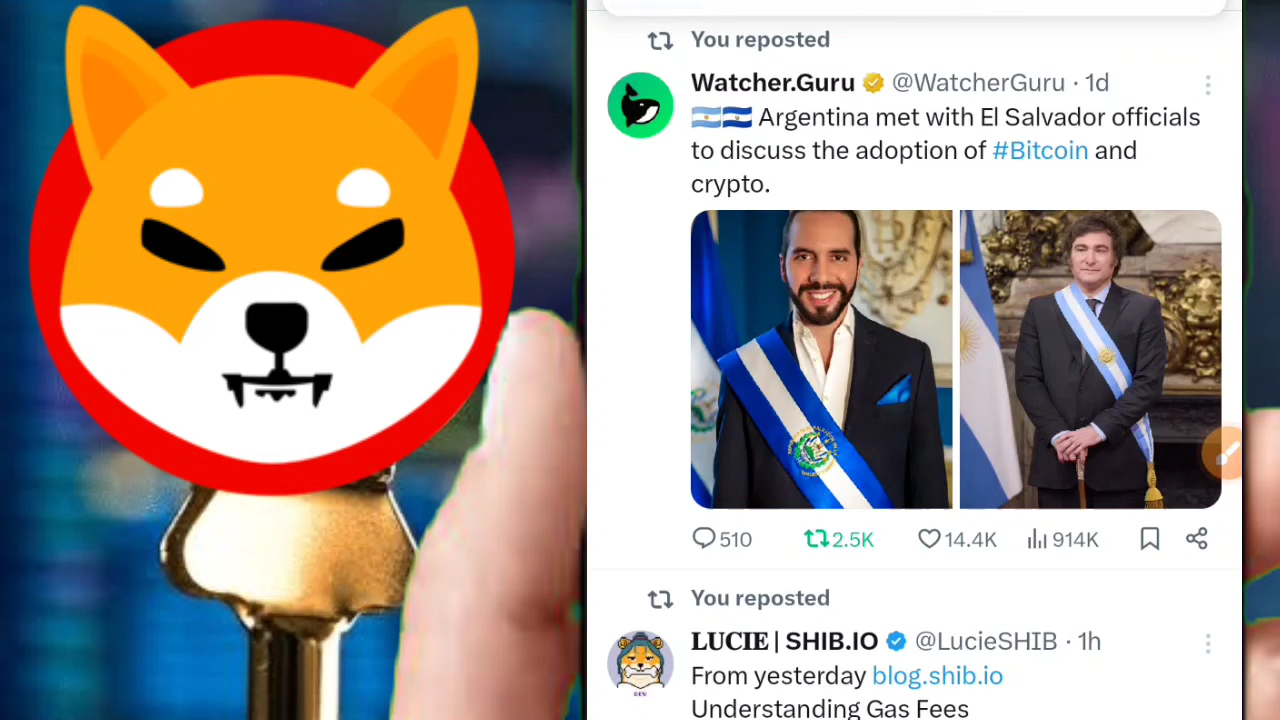 You reposted
Watcher.Guru @WatcherGuru · 1d
🇦🇷🇸🇻 Argentina met with El Salvador officials
to discuss the adoption of #Bitcoin and
crypto.
510 2.5K 14.4K 914K
You reposted
LUCIE | SHIB.IO @LucieSHIB · 1h
From yesterday blog.shib.io
Understanding Gas Fees